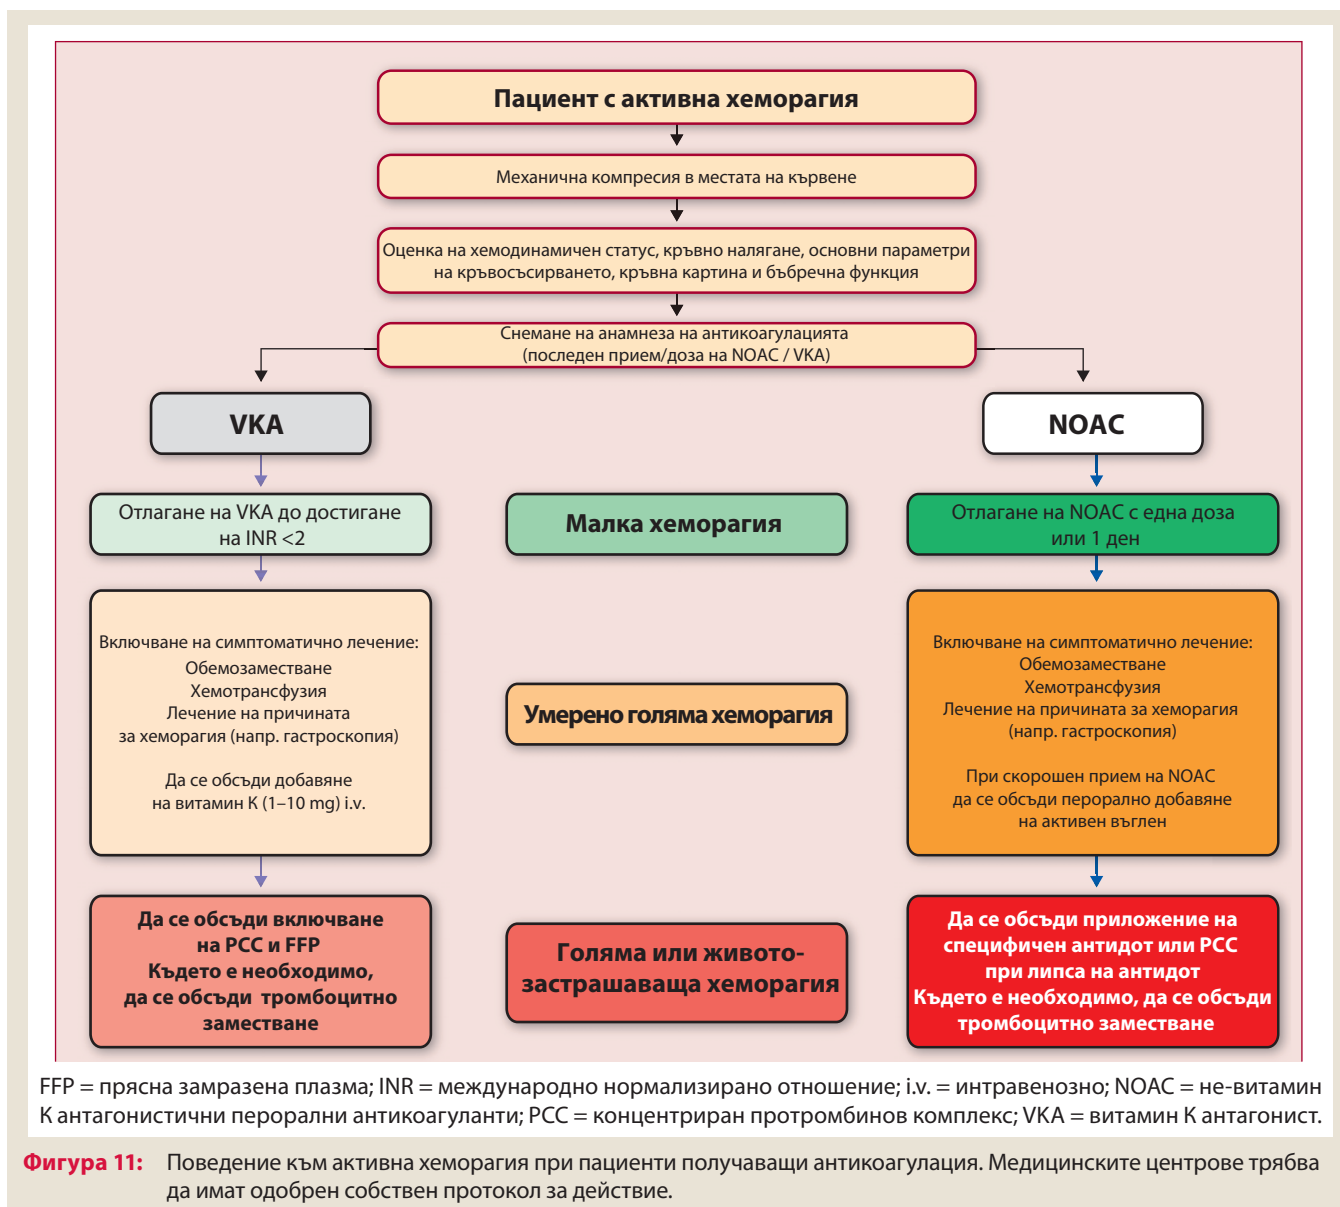 Пациент с активна хеморагия
Механична компресия в местата на кървене
Оценка на хемодинамичен статус, кръвно налягане, основни параметри
на кръвосъсирването, кръвна картина и бъбречна функция
Снемане на анамнеза на антикоагулацията
(последен прием/доза на NOAC / VKA)
VKA
NOAC
Отлагане на VKA до достигане
на INR <2
Малка хеморагия
Отлагане на NOAC с една доза
или 1 ден
Включване на симптоматично лечение:
Обемозаместване
Хемотрансфузия
Лечение на причината
за хеморагия (напр. гастроскопия)
Да се обсъди добавяне
на витамин К (1–10 mg) i.v.
Умерено голяма хеморагия
Включване на симптоматично лечение:
Обемозаместване
Хемотрансфузия
Лечение на причината за хеморагия
(напр. гастроскопия)
При скорошен прием на NOAC
да се обсъди перорално добавяне
на активен въглен
Да се обсъди включване
на PCC и FFP
Където е необходимо,
да се обсъди тромбоцитно
заместване
Голяма или живото-
застрашаваща хеморагия
Да се обсъди приложение на
специфичен антидот или PCC
при липса на антидот
Където е необходимо, да се обсъди
тромбоцитно заместване
FFP = прясна замразена плазма; INR = международно нормализирано отношение; i.v. = интравенозно; NOAC = не-витамин
К антагонистични перорални антикоагуланти; PCC = концентриран протромбинов комплекс; VKA = витамин К антагонист.
Фигура 11: Поведение към активна хеморагия при пациенти получаващи антикоагулация. Медицинските центрове трябва
да имат одобрен собствен протокол за действие.